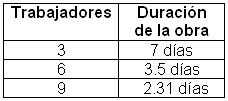 Trabajadores Duración de la obra
3 7 días
6 3.5 días
9 2.31 días